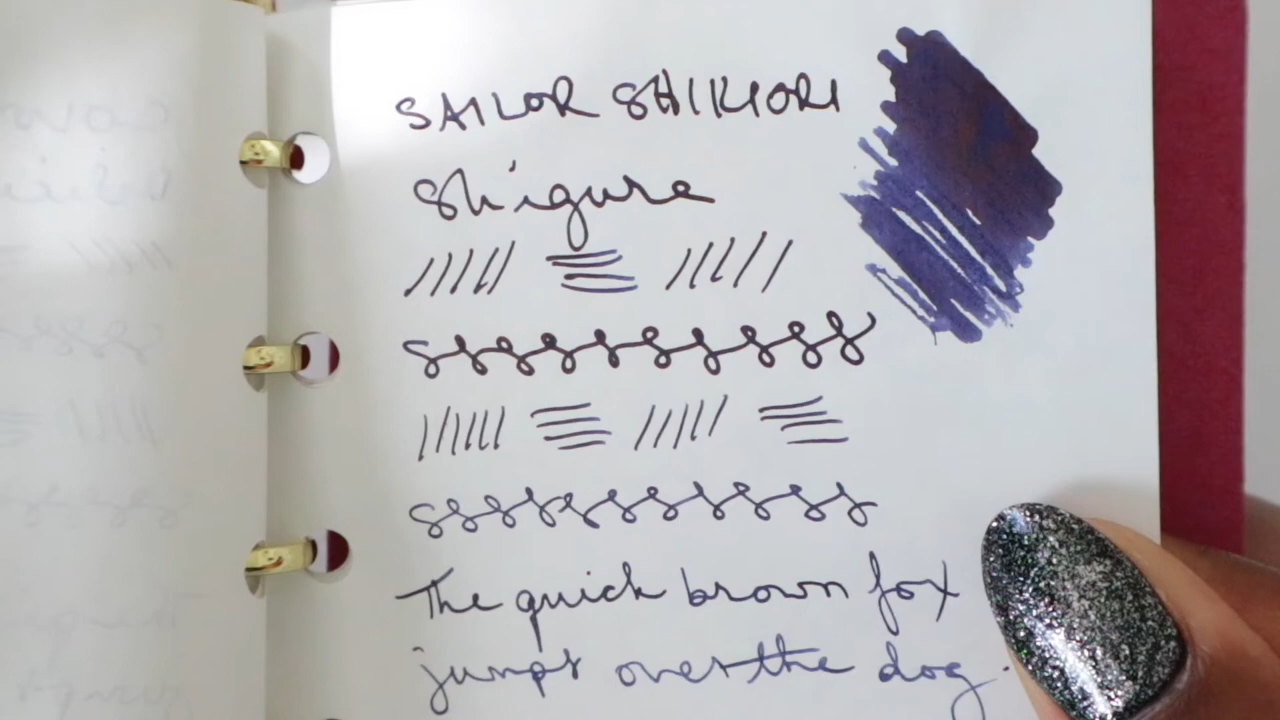 SAILOR SHIKIORI
Shigure
The quick brown fox
jumps over the dog.